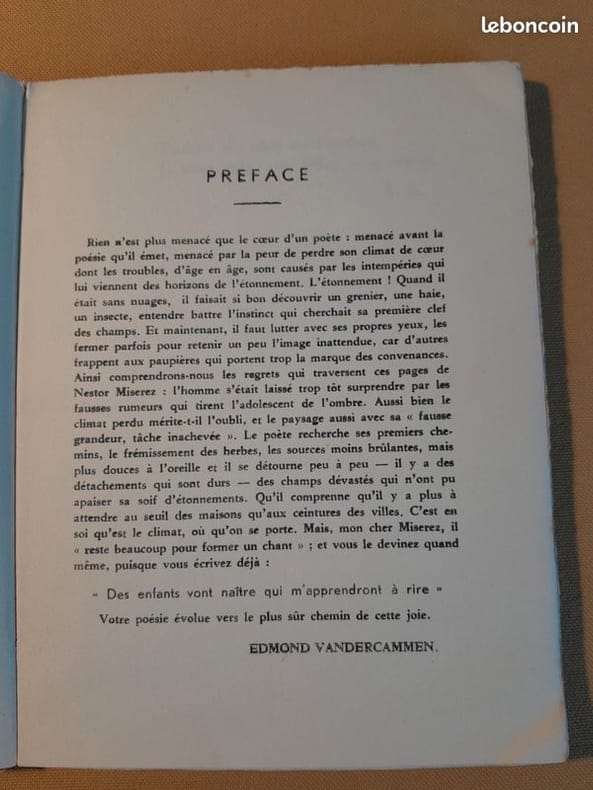 leboncoin
PREFACE
Rien n'est plus menacé que le cœur d'un poète : menacé avant la
poésie qu'il émet, menacé par la peur de perdre son climat de cœur
dont les troubles, d'âge en âge, sont causés par les intempéries qui
lui viennent des horizons de l'étonnement. L'étonnement ! Quand il
était sans nuages, il faisait si bon découvrir un grenier, une haie,
un insecte, entendre battre l'instinct qui cherchait sa première clef
des champs. Et maintenant, il faut lutter avec ses propres yeux, les
fermer parfois pour retenir un peu l'image inattendue, car d'autres
frappent aux paupières qui portent trop la marque des convenances.
Ainsi comprendrons-nous les regrets qui traversent ces pages de
Nestor Miserez : l'homme s'était laissé trop tôt surprendre par les
fausses rumeurs qui tirent l'adolescent de l'ombre. Aussi bien le
climat perdu mérite-t-il l'oubli, et le paysage aussi avec sa « fausse
grandeur, tâche inachevée ». Le poète recherche ses premiers che-
mins, le frémissement des herbes, les sources moins brûlantes, mais
plus douces à l'oreille et il se détourne peu à peu — il y a des
détachements qui sont durs — des champs dévastés qui n'ont pu
apaiser sa soif d'étonnements. Qu'il comprenne qu'il y a plus à
attendre au seuil des maisons qu'aux ceintures des villes. C'est en
soi qu'est le climat, où qu'on se porte. Mais, mon cher Miserez, il
« reste beaucoup pour former un chant » ; et vous le devinez quand
même, puisque vous écrivez déjà :
« Des enfants vont naître qui m'apprendront à rire »
Votre poésie évolue vers le plus sûr chemin de cette joie.
EDMOND VANDERCAMMEN.